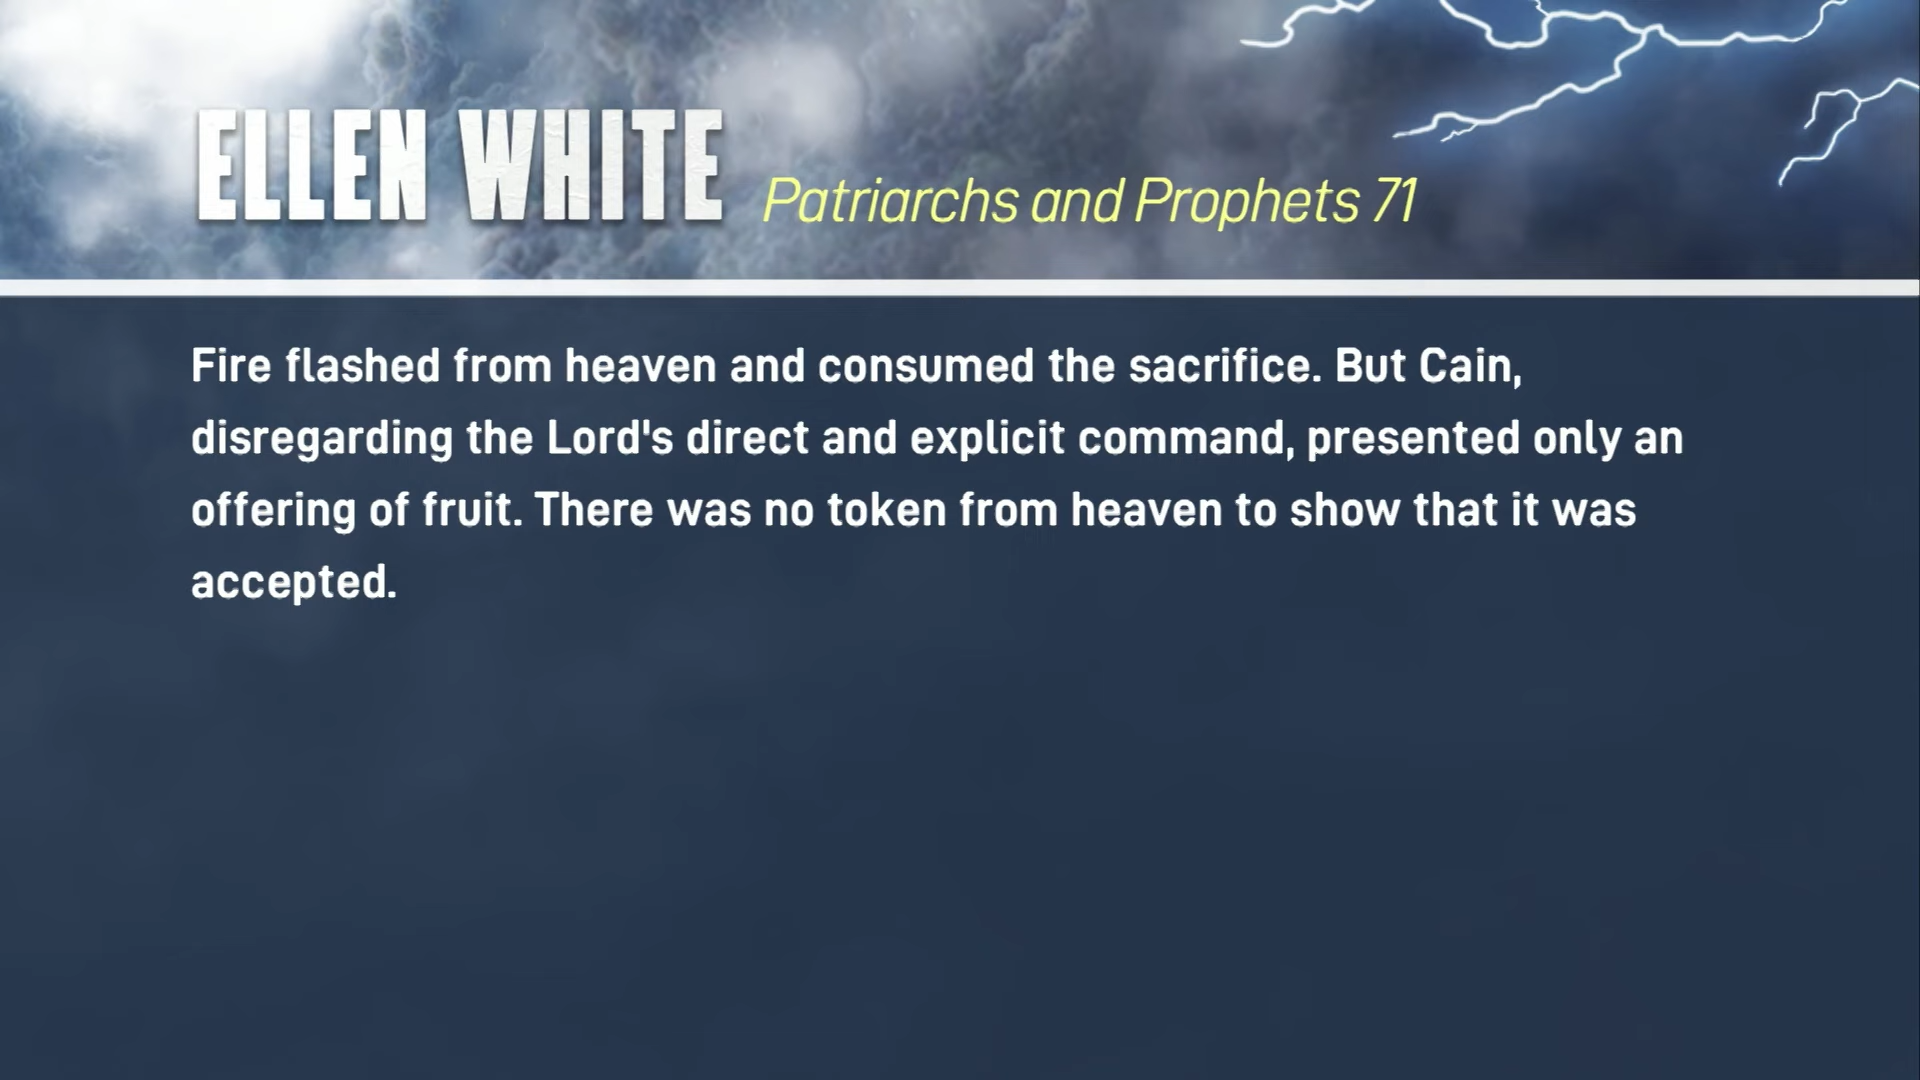 ELLEN WHITE Patriarchs and Prophets 71
Fire flashed from heaven and consumed the sacrifice. But Cain,
disregarding the Lord's direct and explicit command, presented only an
offering of fruit. There was no token from heaven to show that it was
accepted.